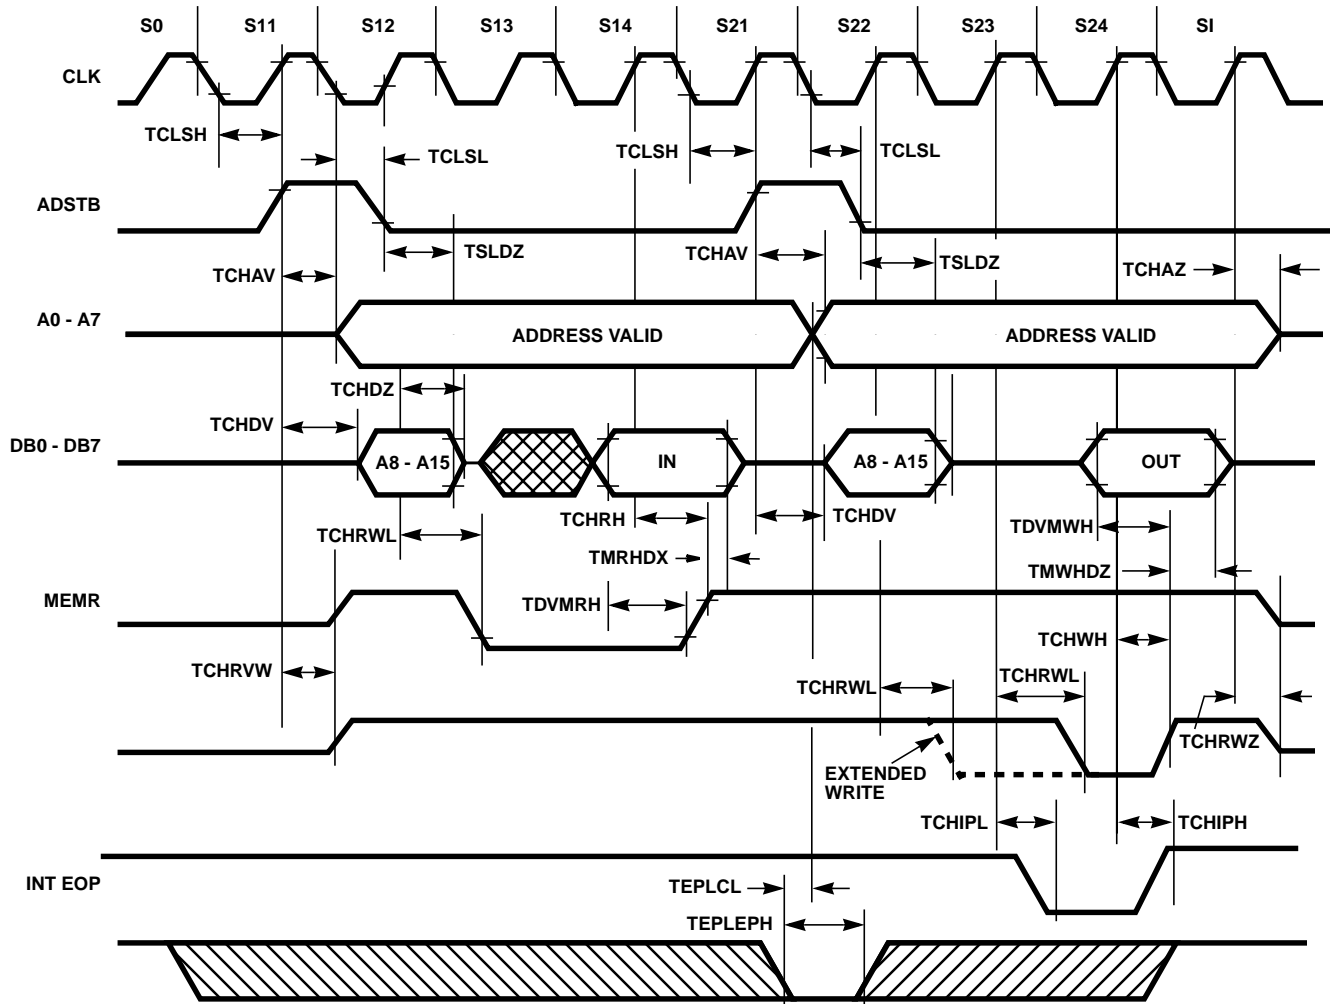 S0 S11 S12 S13 S14 S21 S22 S23 S24 SI
CLK
TCLSH TCLSL TCLSH TCLSL
ADSTB
TSLDZ TCHAV TSLDZ
TCHAV TCHAZ
A0 - A7 ADDRESS VALID ADDRESS VALID
TCHDZ
TCHDV
DB0 - DB7 A8 - A15 IN A8 - A15 OUT
TCHRH TCHDV
TCHRWL TDVMWH
TMRHDX TMWHDZ
MEMR TDVMRH
TCHWH
TCHRVW TCHRWL TCHRWL
TCHRWZ
EXTENDED
WRITE
TCHIPL TCHIPH
INT EOP TEPLCL
TEPLEPH